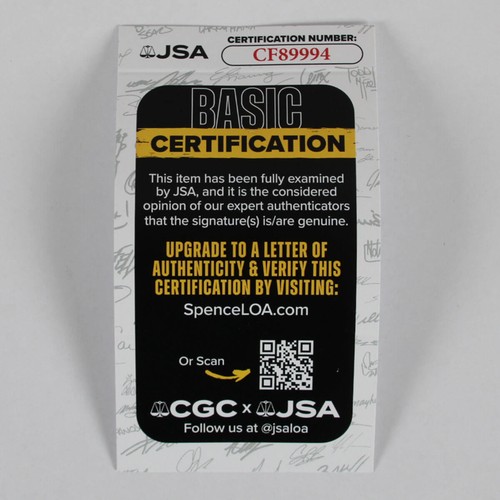 JSA
CERTIFICATION NUMBER:
CF89994
BASIC
CERTIFICATION
This item has been fully examined
by JSA, and it is the considered
opinion of our expert authenticators
that the signature(s) is/are genuine.
UPGRADE TO A LETTER OF
AUTHENTICITY & VERIFY THIS
CERTIFICATION BY VISITING:
SpenceLOA.com
Or Scan
CGC x JSA
Follow us at @jsaloa